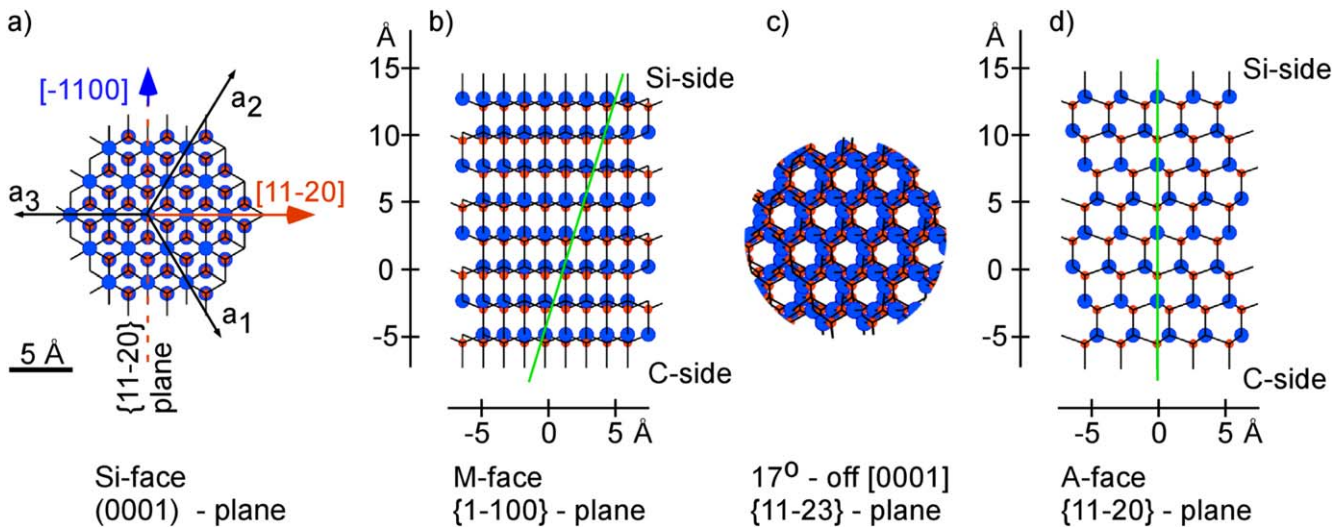 a)
[-1100]
a2
[11-20]
a3
a1
5 Å
{11-20}
plane
Si-face
(0001) - plane
b)
Å
15
10
5
0
-5
Si-side
C-side
-5 0 5 Å
M-face
{1-100} - plane
c)
17o - off [0001]
{11-23} - plane
d)
Å
15
10
5
0
-5
Si-side
C-side
-5 0 5 Å
A-face
{11-20} - plane